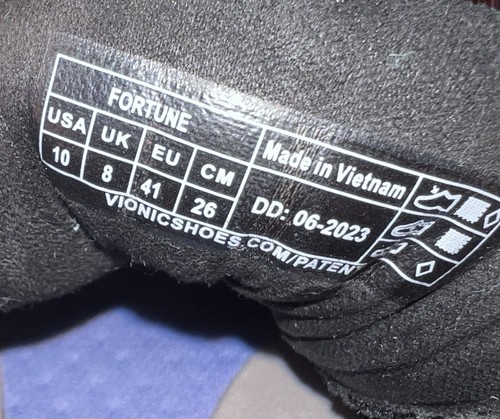 FORTUNE
USA UK EU CM
10 8 41 26
Made in Vietnam
DD: 06-2023
VIONICSHOES.COM/PATEN